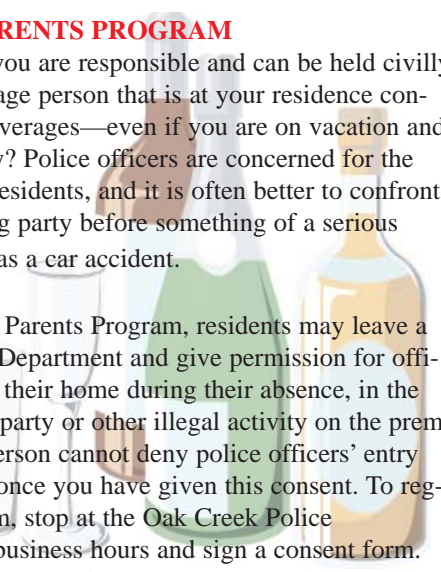 RENTS PROGRAM
you are responsible and can be held civilly
age person that is at your residence con-
verages—even if you are on vacation and
y? Police officers are concerned for the
esidents, and it is often better to confront
g party before something of a serious
as a car accident.
Parents Program, residents may leave a
Department and give permission for offi-
their home during their absence, in the
party or other illegal activity on the prem
erson cannot deny police officers’ entry
once you have given this consent. To reg-
m, stop at the Oak Creek Police
business hours and sign a consent form.